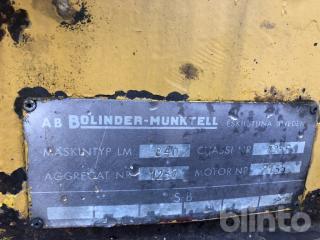 AB BOLINDER-MUNKTELL ESKILSTUNA SWEDEN
MASKINTYP LM 840 CHASSI NR
AGGREGAT NR MOTOR NR
S B
blinto